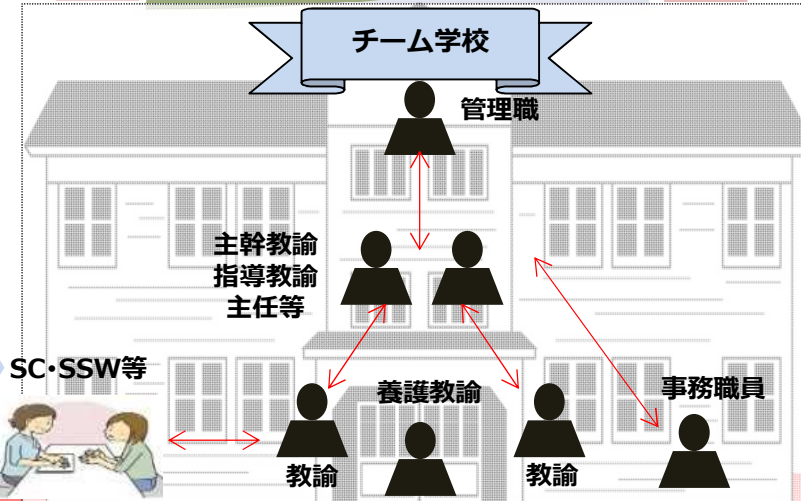 チーム学校
管理職
主幹教諭
指導教諭
主任等
SC・SSW等
養護教諭
事務職員
教諭
教諭